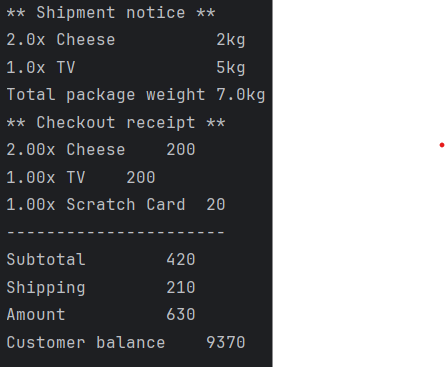 ** Shipment notice **
2.0x Cheese          2kg
1.0x TV              5kg
Total package weight 7.0kg
** Checkout receipt **
2.00x Cheese    200
1.00x TV    200
1.00x Scratch Card  20
----------------------
Subtotal        420
Shipping        210
Amount          630
Customer balance    9370